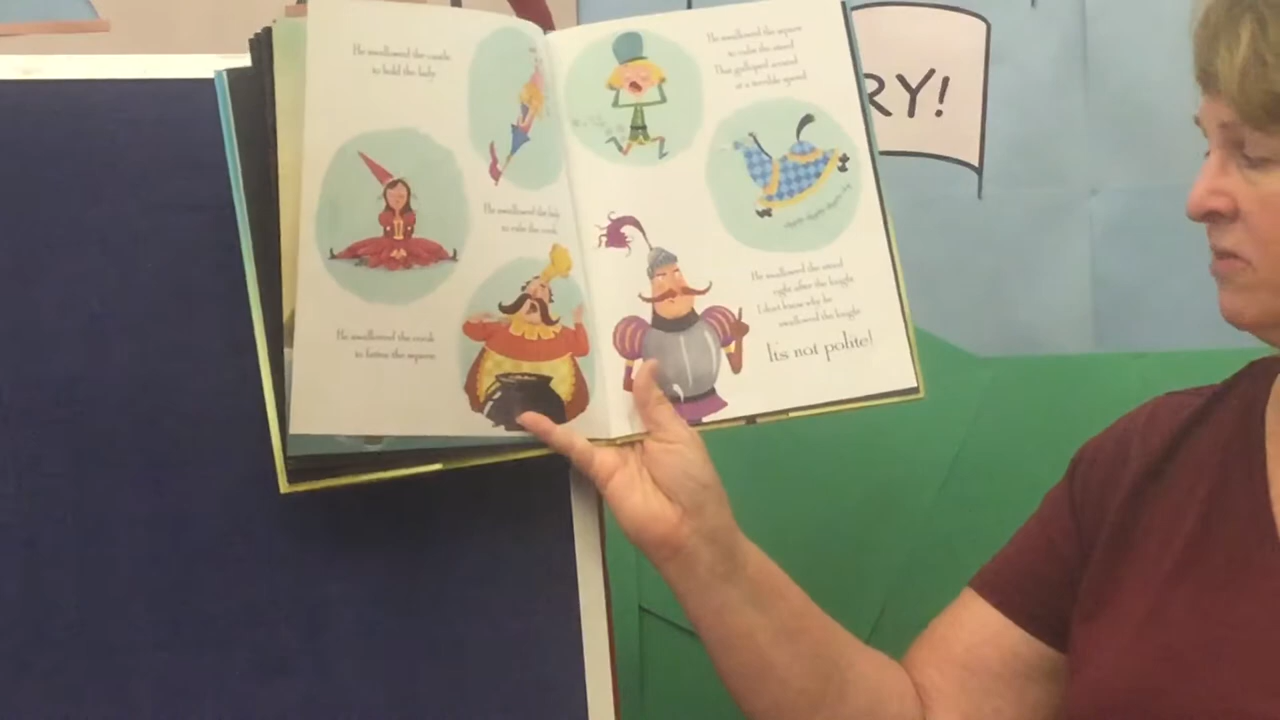 He swallowed the castle
to hold the lady.
He swallowed the lady
to rule the cook.
He swallowed the cook
to fatten the squire.
He swallowed the squire
to calm the steed
That galloped around
at a terrible speed.
He swallowed the steed
right after the knight.
I don't know why he
swallowed the knight.
It's not polite!
RY!